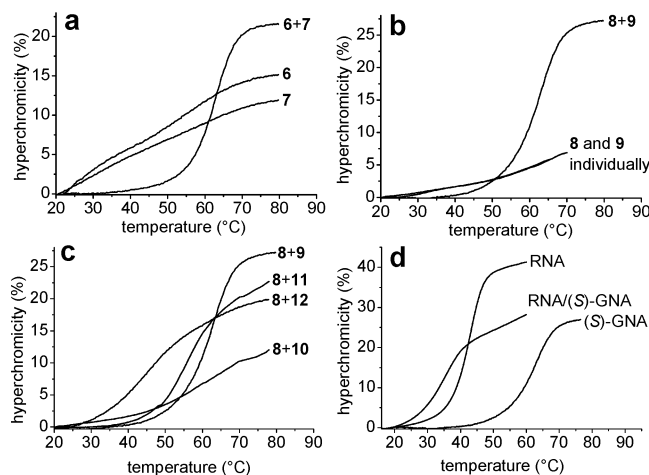 a
6+7
6
7
hyperchromicity (%)
20
15
10
5
0
20 30 40 50 60 70 80 90
temperature (°C)
b
8+9
8 and 9
individually
hyperchromicity (%)
25
20
15
10
5
0
20 30 40 50 60 70 80 90
temperature (°C)
c
8+9
8+11
8+12
8+10
hyperchromicity (%)
25
20
15
10
5
0
20 30 40 50 60 70 80 90
temperature (°C)
d
RNA
RNA/(S)-GNA
(S)-GNA
hyperchromicity (%)
40
30
20
10
0
20 30 40 50 60 70 80 90
temperature (°C)